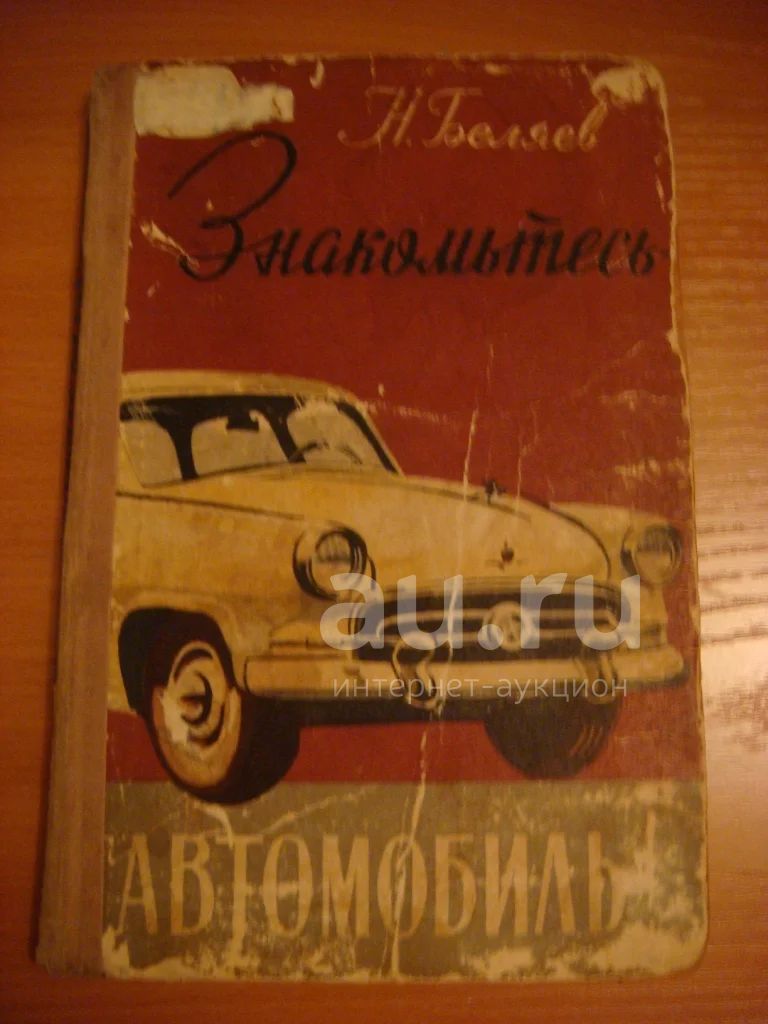 Н. Беляев
Знакомьтесь
au.ru
интернет-аукцион
АВТОМОБИЛЬ